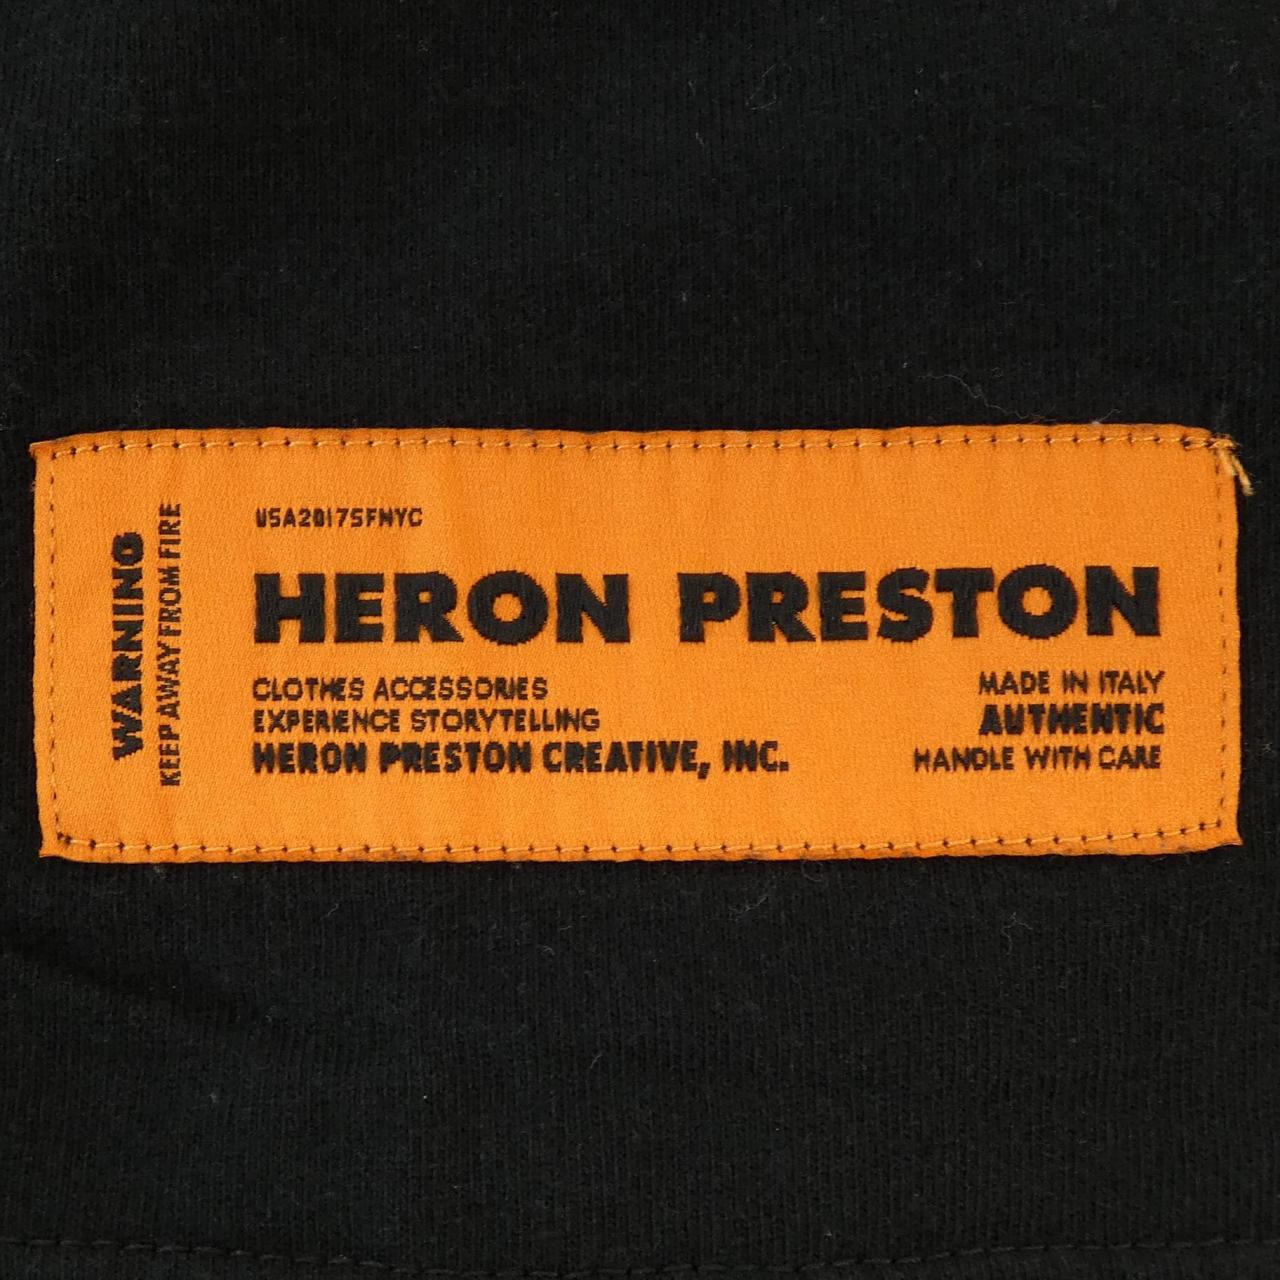 WARNING
KEEP AWAY FROM FIRE
USA2017SFNYC
HERON PRESTON
CLOTHES ACCESSORIES
EXPERIENCE STORYTELLING
HERON PRESTON CREATIVE, INC.
MADE IN ITALY
AUTHENTIC
HANDLE WITH CARE